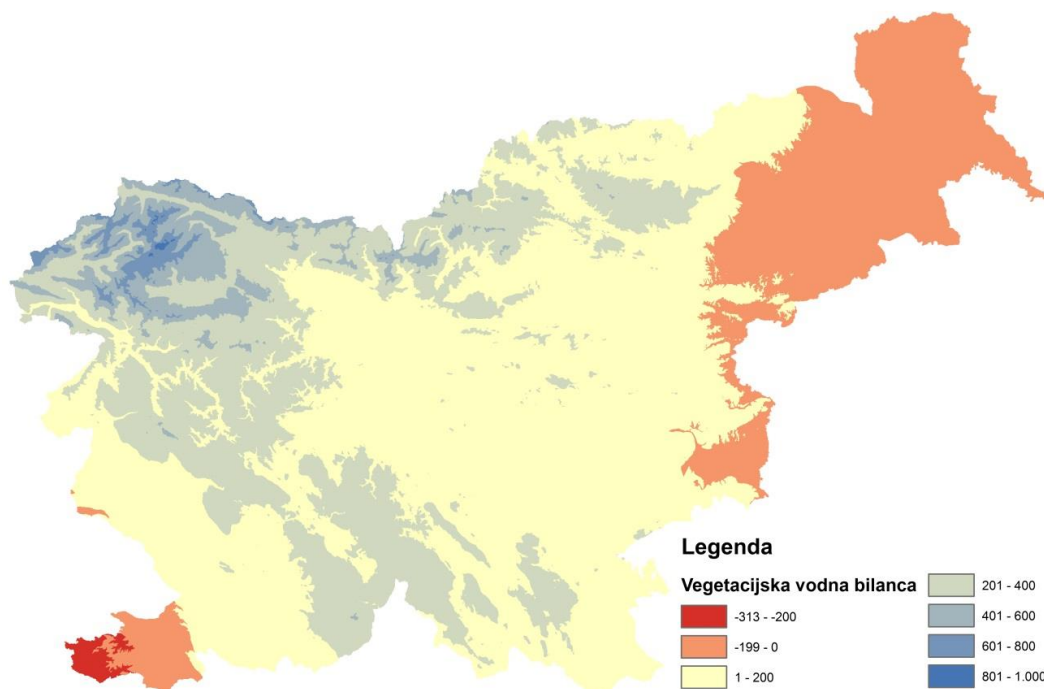 Legenda
Vegetacijska vodna bilanca
-313 - -200
-199 - 0
1 - 200
201 - 400
401 - 600
601 - 800
801 - 1.000